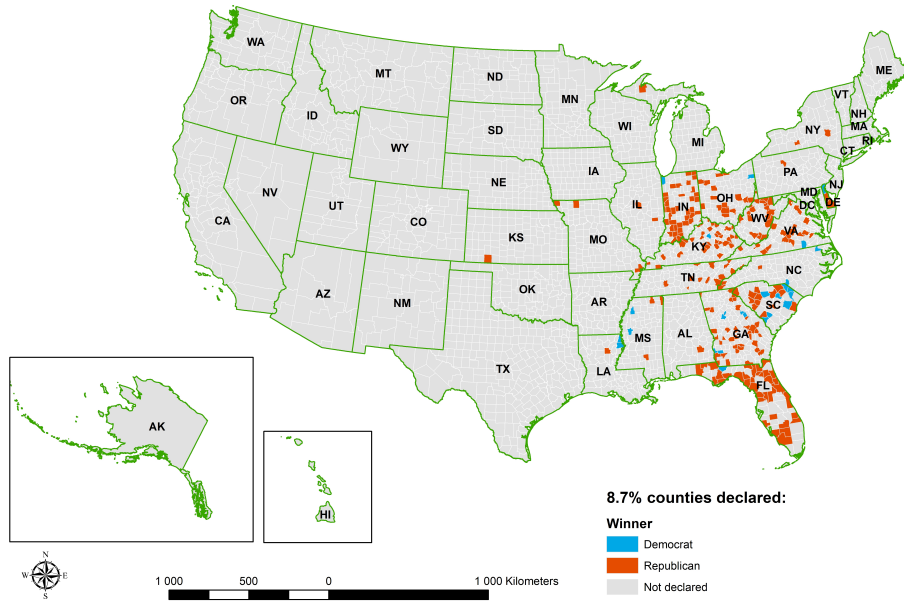 WA
MT
ND
MN
ME
VT
NH
MA
RI
CT
NY
OR
ID
SD
WI
MI
WY
IA
PA
NJ
MD
DE
DC
NE
NV
UT
CO
IL
IN
OH
WV
VA
CA
KS
MO
KY
AZ
NM
OK
AR
TN
NC
SC
MS
AL
GA
TX
LA
FL
AK
HI
8.7% counties declared:
Winner
Democrat
Republican
Not declared
N
W
E
S
1 000 500 0 1 000 Kilometers